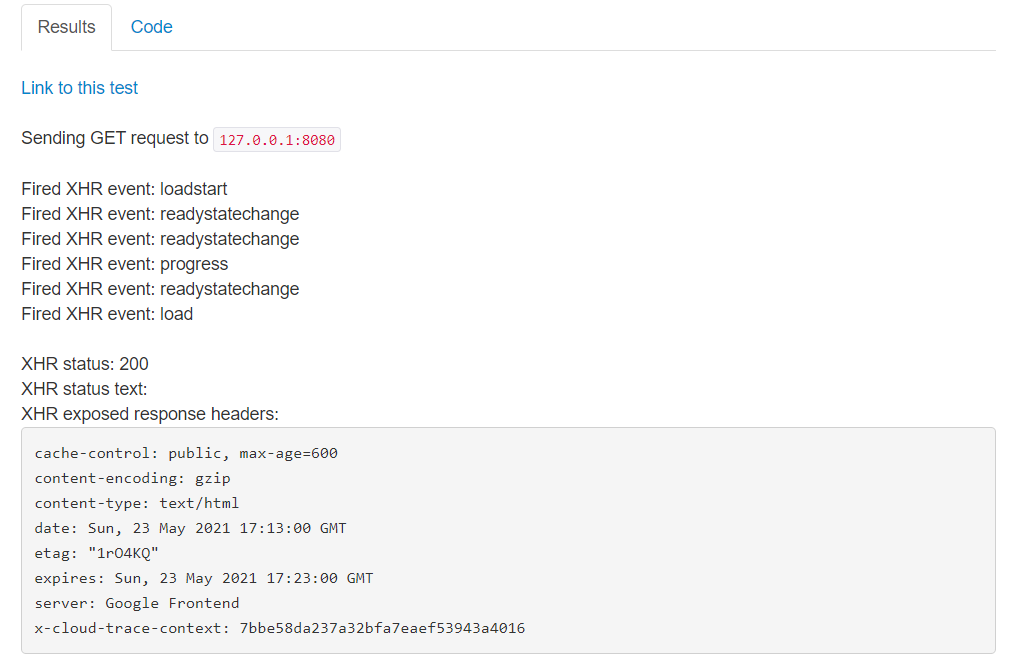 Results Code
Link to this test
Sending GET request to 127.0.0.1:8080
Fired XHR event: loadstart
Fired XHR event: readystatechange
Fired XHR event: readystatechange
Fired XHR event: progress
Fired XHR event: readystatechange
Fired XHR event: load
XHR status: 200
XHR status text:
XHR exposed response headers:
cache-control: public, max-age=600
content-encoding: gzip
content-type: text/html
date: Sun, 23 May 2021 17:13:00 GMT
etag: "1rO4KQ"
expires: Sun, 23 May 2021 17:23:00 GMT
server: Google Frontend
x-cloud-trace-context: 7bbe58da237a32bfa7eaef53943a4016